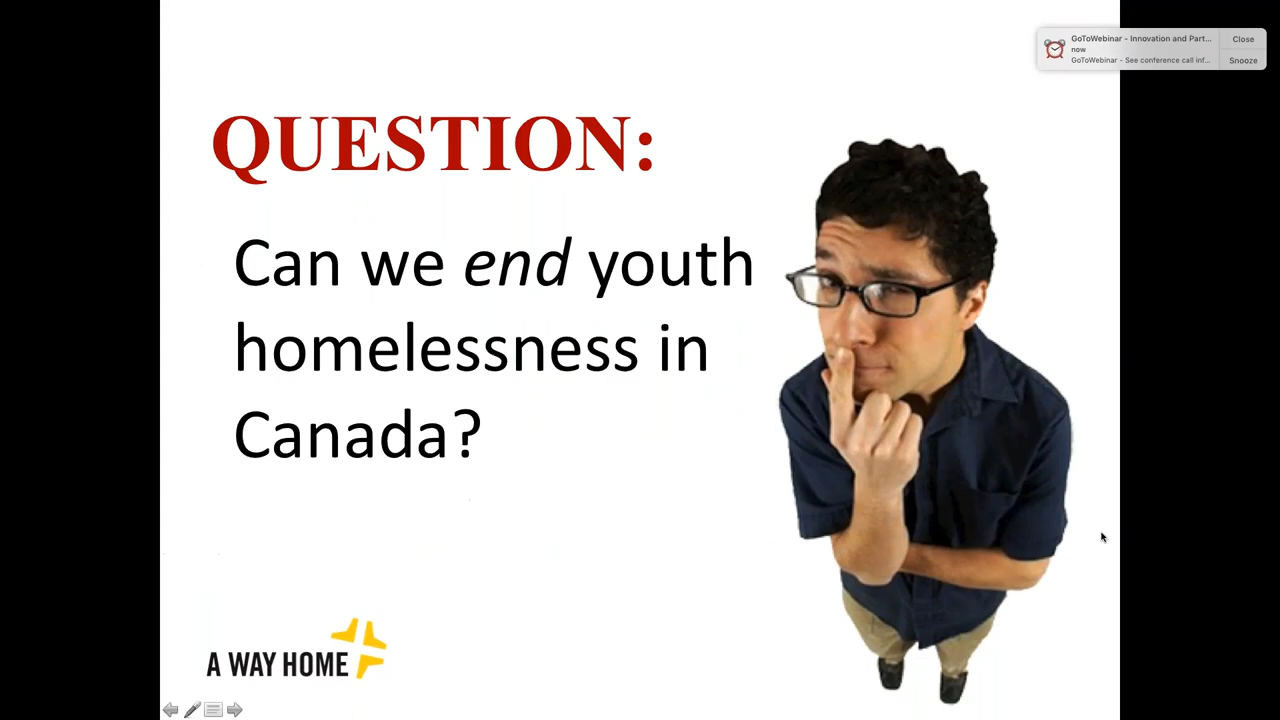 GoToWebinar - Innovation and Part...
Close
now
GoToWebinar - See conference call inf...
Snooze
QUESTION:
Can we end youth
homelessness in
Canada?
A WAY HOME